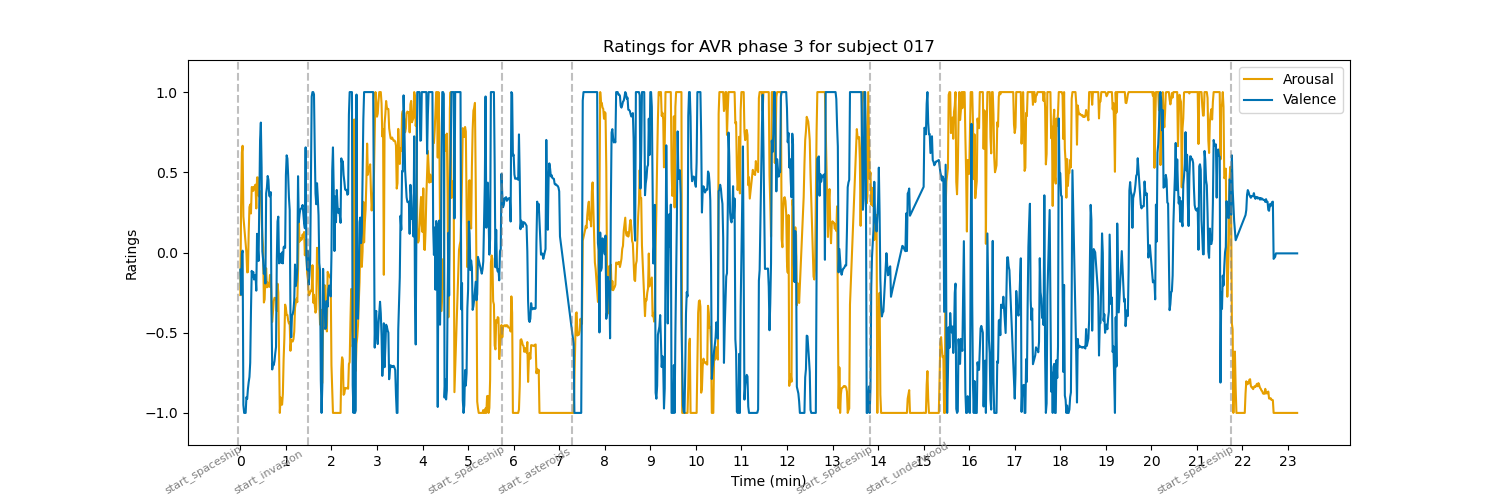 Ratings for AVR phase 3 for subject 017
Arousal
Valence
Ratings
1.0
0.5
0.0
−0.5
−1.0
0 1 2 3 4 5 6 7 8 9 10 11 12 13 14 15 16 17 18 19 20 21 22 23
start_spaceship
start_invasion
start_spaceship
start_asteroids
start_spaceship
start_underwood
start_spaceship
Time (min)